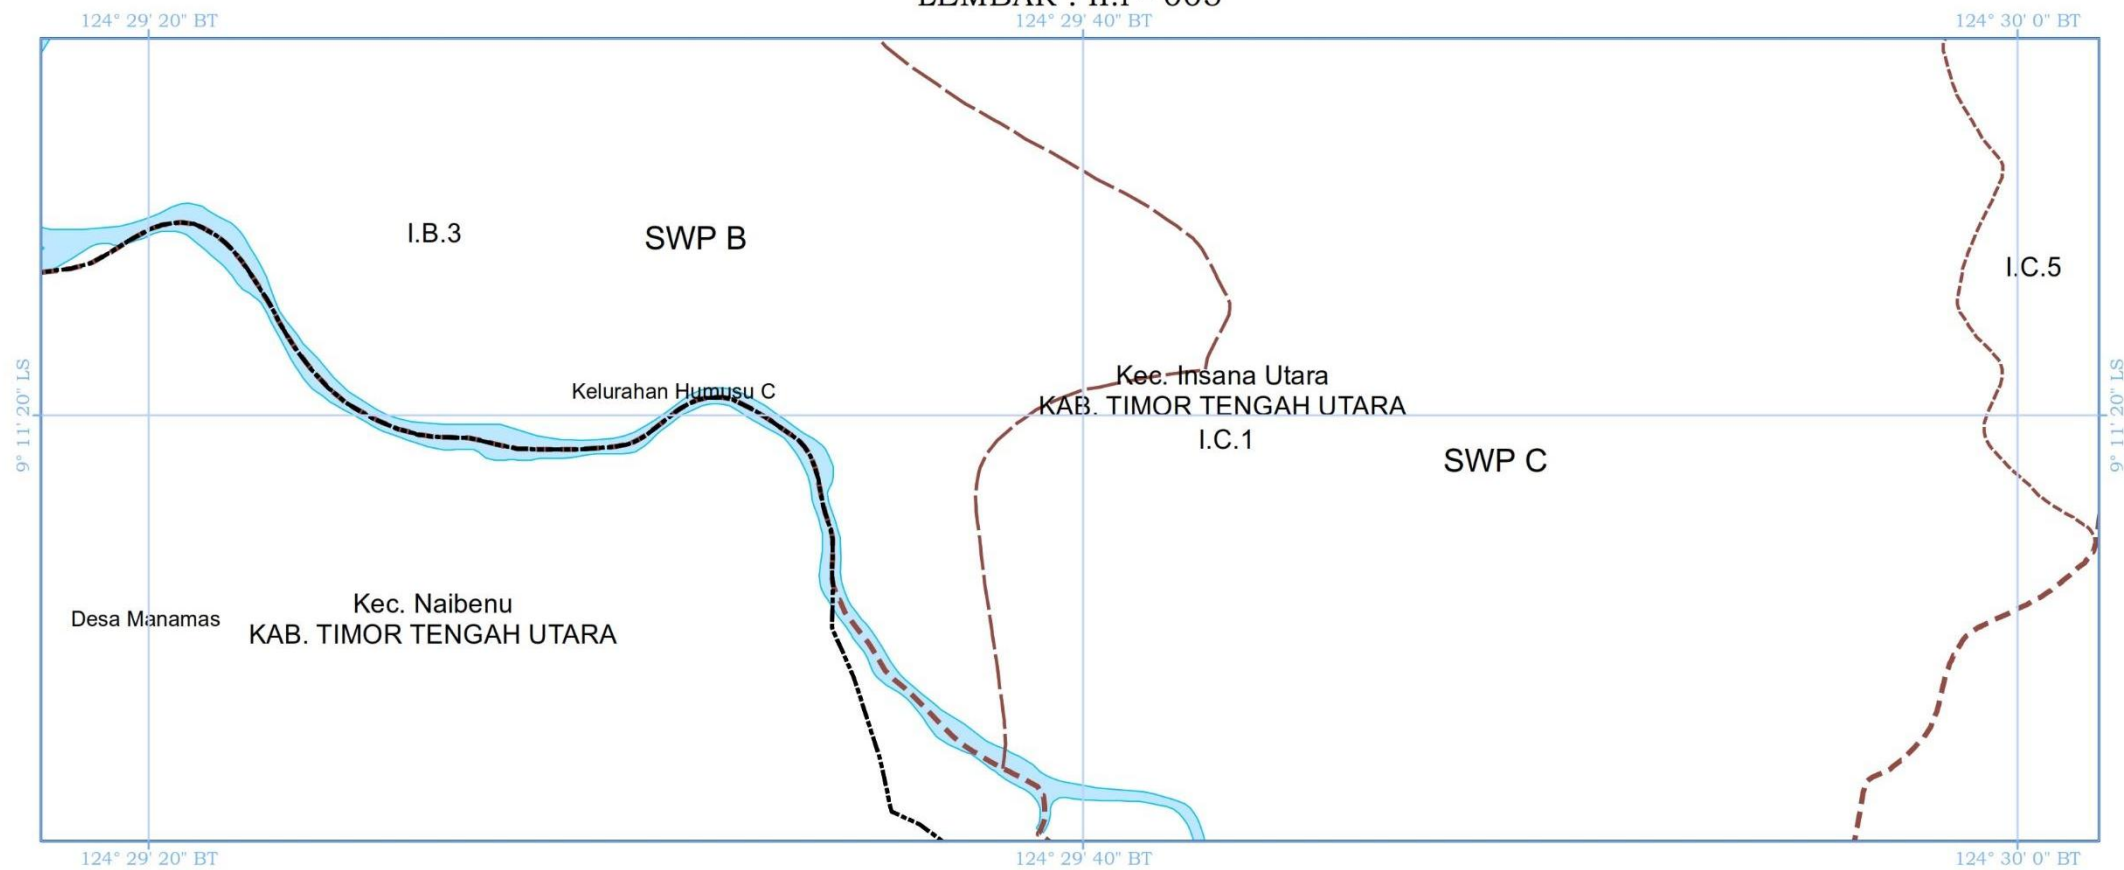 124° 29' 20" BT
124° 29' 40" BT
124° 30' 0" BT
I.B.3
SWP B
I.C.5
Kelurahan Humusu C
Kec. Insana Utara
KAB. TIMOR TENGAH UTARA
I.C.1
SWP C
9° 11' 20" LS
9° 11' 20" LS
Desa Manamas
Kec. Naibenu
KAB. TIMOR TENGAH UTARA
124° 29' 20" BT
124° 29' 40" BT
124° 30' 0" BT